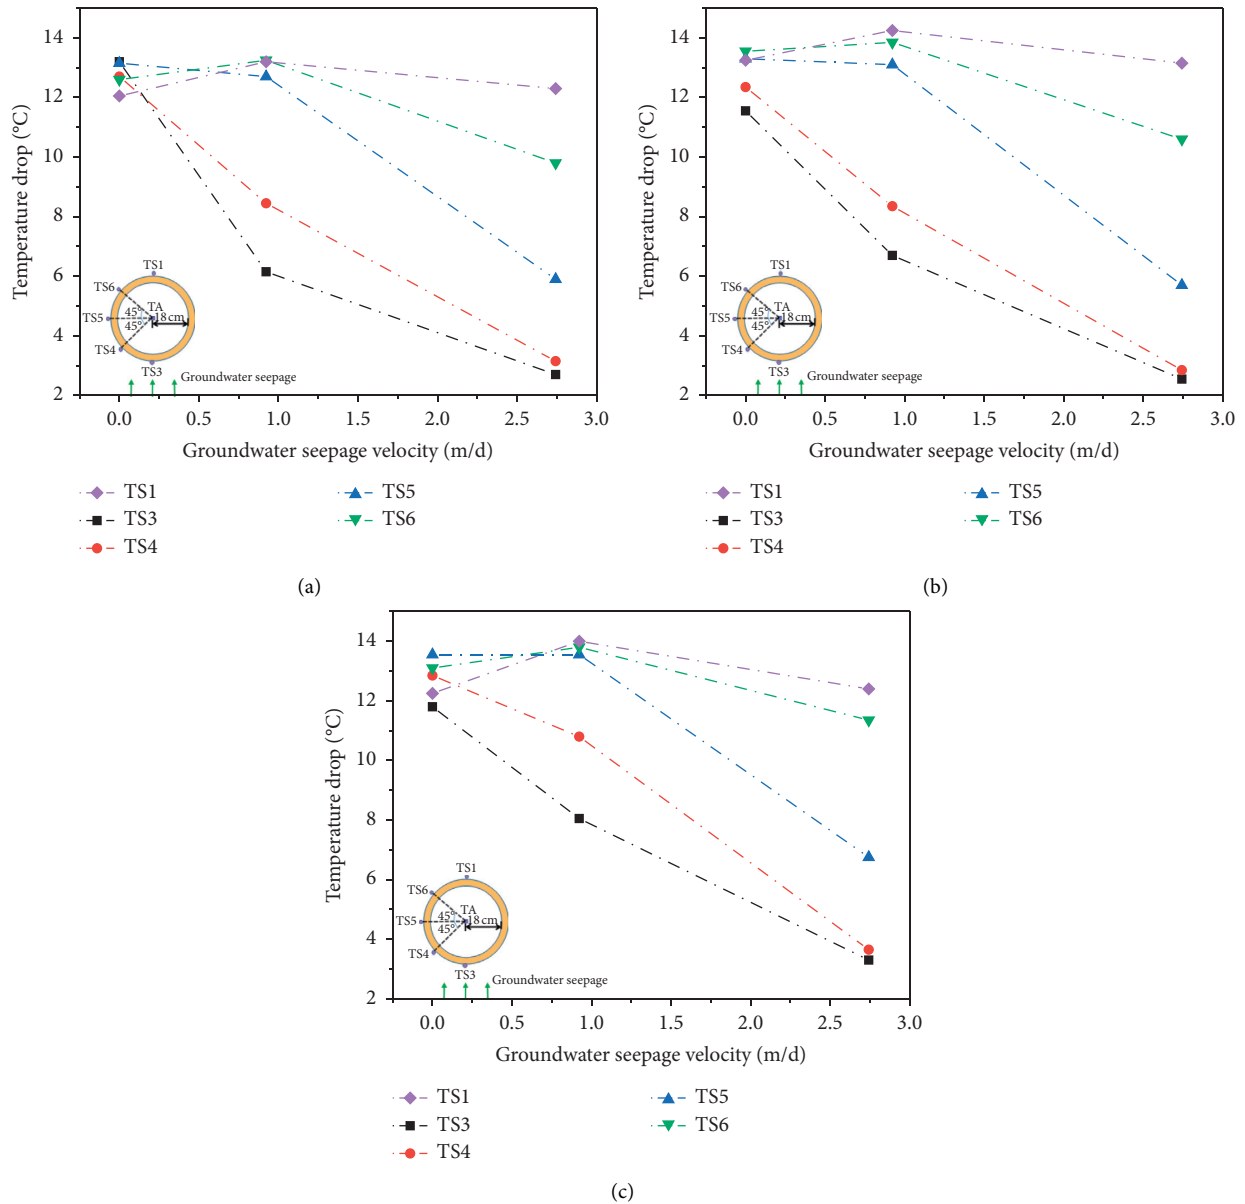 14
12
10
8
6
4
2
Temperature drop (°C)
TS1
TS6
TA
45°
TS5
18 cm
45°
TS4
TS3
Groundwater seepage
0.0 0.5 1.0 1.5 2.0 2.5 3.0
Groundwater seepage velocity (m/d)
TS1
TS3
TS4
TS5
TS6
(a)
14
12
10
8
6
4
2
Temperature drop (°C)
TS1
TS6
TA
45°
TS5
18 cm
45°
TS4
TS3
Groundwater seepage
0.0 0.5 1.0 1.5 2.0 2.5 3.0
Groundwater seepage velocity (m/d)
TS1
TS3
TS4
TS5
TS6
(b)
14
12
10
8
6
4
2
Temperature drop (°C)
TS1
TS6
TA
45°
TS5
18 cm
45°
TS4
TS3
Groundwater seepage
0.0 0.5 1.0 1.5 2.0 2.5 3.0
Groundwater seepage velocity (m/d)
TS1
TS3
TS4
TS5
TS6
(c)